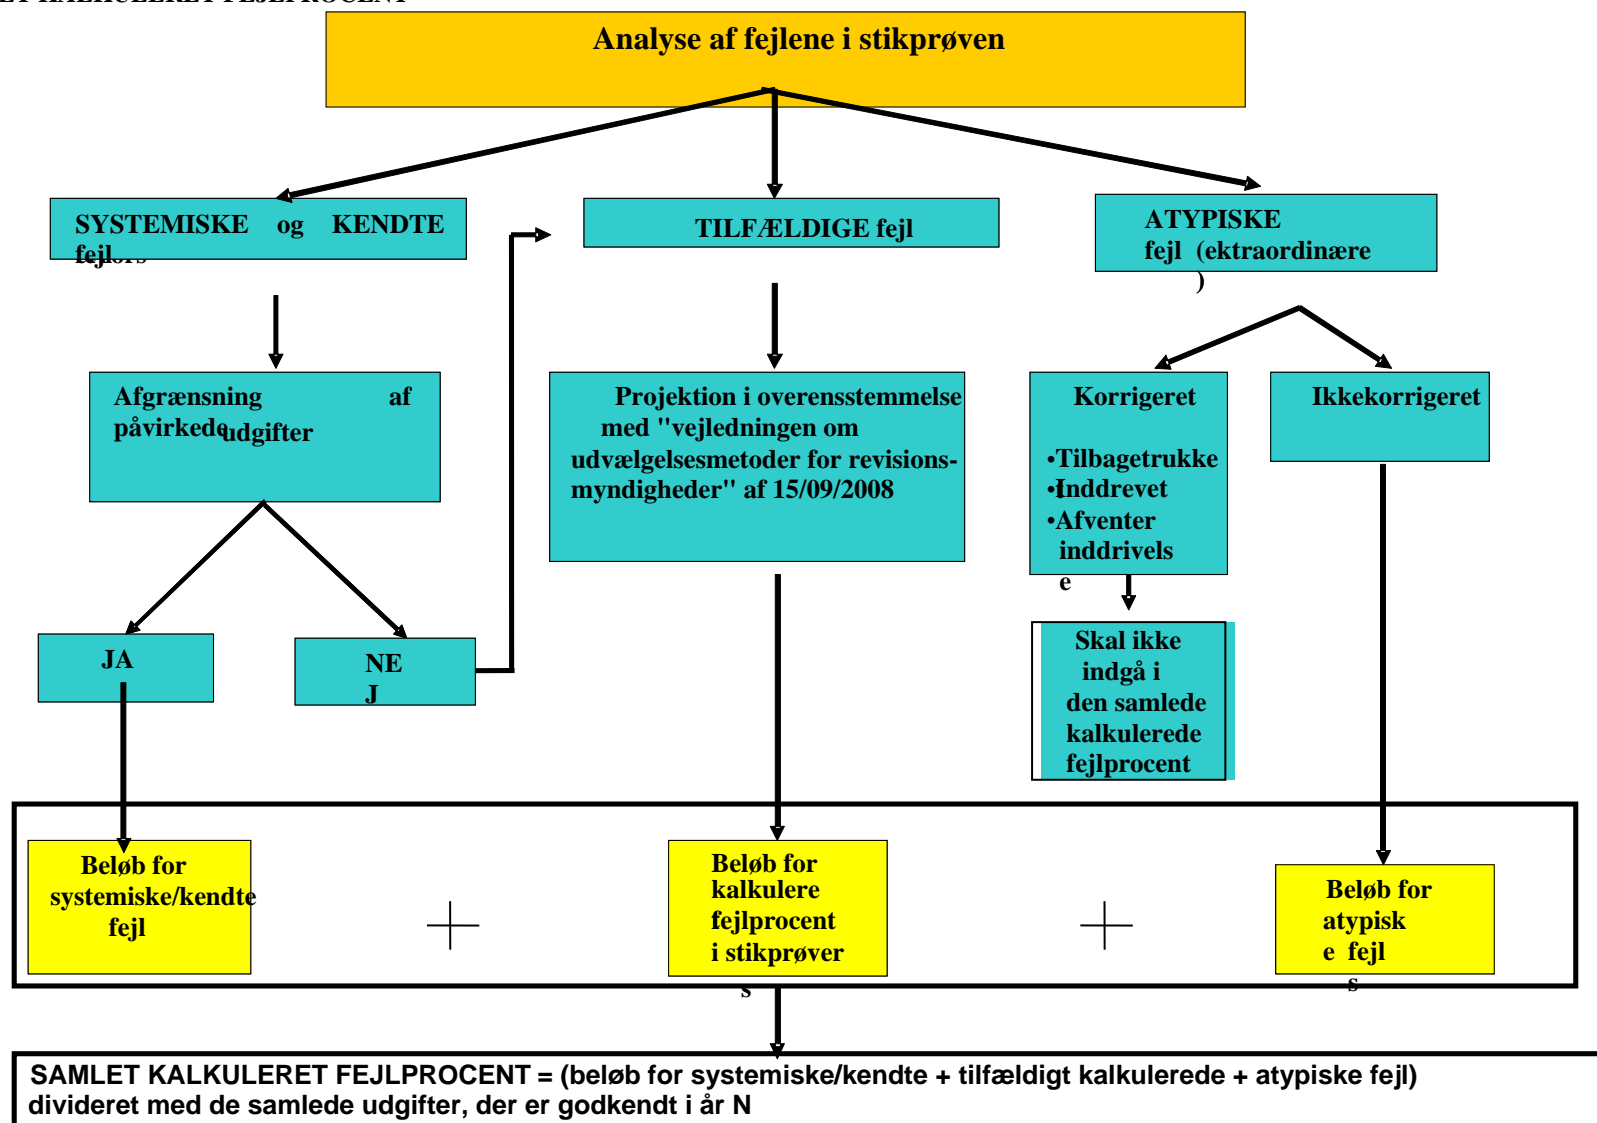 Analyse af fejlene i stikprøven
SYSTEMISKE og KENDTE
fejl
TILFÆLDIGE fejl
ATYPISKE
fejl (ektraordinære
)
Afgrænsning af
påvirkede udgifter
Projektion i overensstemmelse
med "vejledningen om
udvælgelsesmetoder for revisions-
myndigheder" af 15/09/2008
Korrigeret
•Tilbagetrukke
•Inddrevet
•Afventer
inddrivels
e
Ikkekorrigeret
JA
NE
J
Skal ikke
indgå i
den samlede
kalkulerede
fejlprocent
Beløb for
systemiske/kendte
fejl
Beløb for
kalkulere
fejlprocent
i stikprøver
s
Beløb for
atypisk
e fejl
s
SAMLET KALKULERET FEJLPROCENT = (beløb for systemiske/kendte + tilfældigt kalkulerede + atypiske fejl)
divideret med de samlede udgifter, der er godkendt i år N